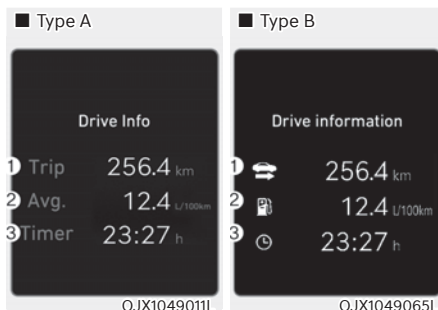 ■ Type A
Drive Info
1 Trip 256.4 km
2 Avg. 12.4 L/100km
3 Timer 23:27 h
OJX1049011L
■ Type B
Drive information
1 256.4 km
2 12.4 L/100km
3 23:27 h
OJX1049065L